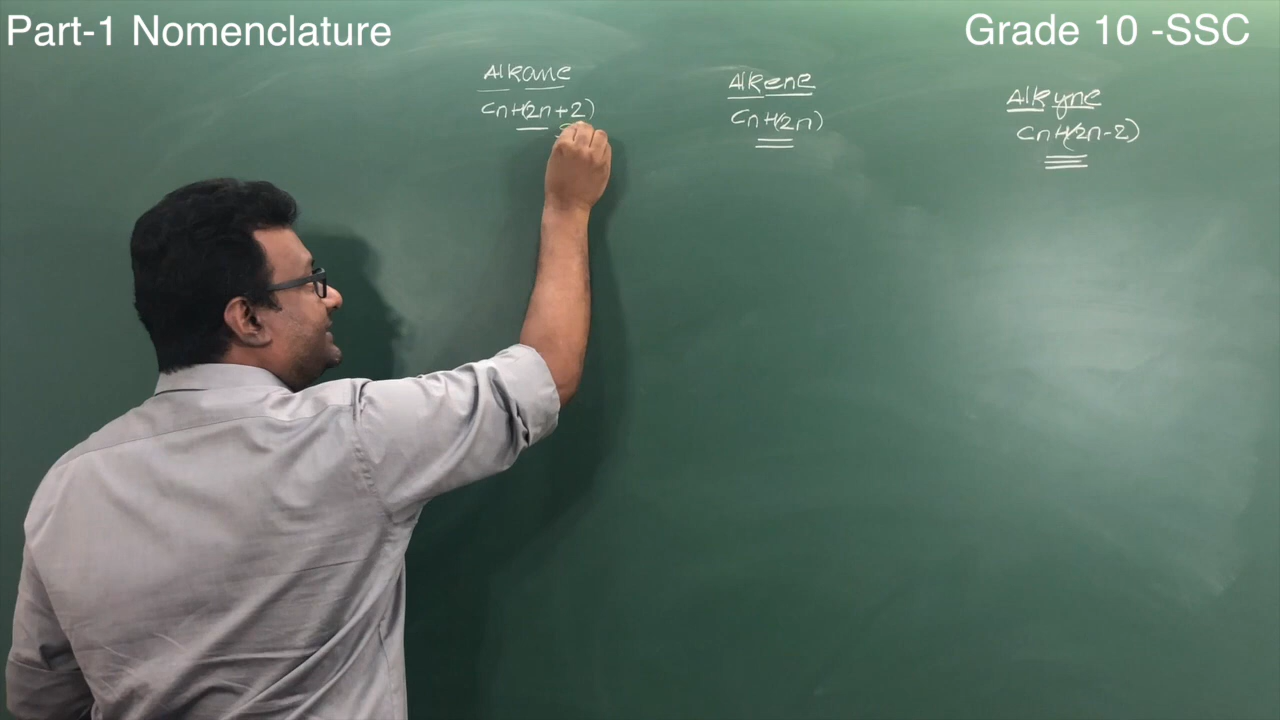 Part-1 Nomenclature
Grade 10 -SSC
Alkane
CnH(2n+2)
Alkene
CnH(2n)
Alkyne
CnH(2n-2)